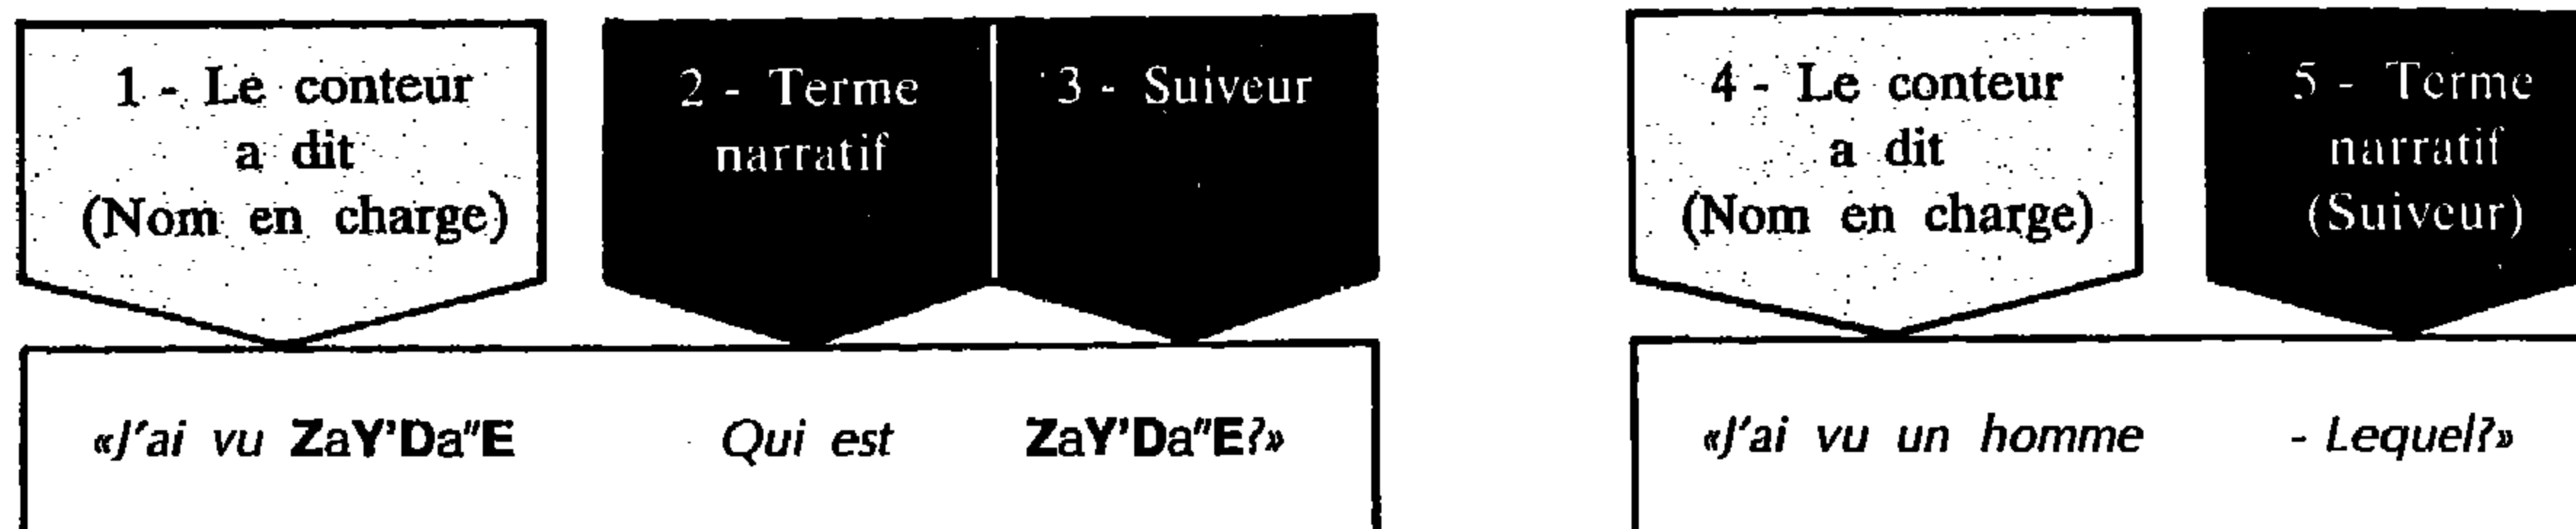 1 - Le conteur
a dit
(Nom en charge)
2 - Terme
narratif
3 - Suiveur
4 - Le conteur
a dit
(Nom en charge)
5 - Terme
narratif
(Suiveur)
«J'ai vu ZaY'Da"E Qui est ZaY'Da"E?»
«J'ai vu un homme - Lequel?»